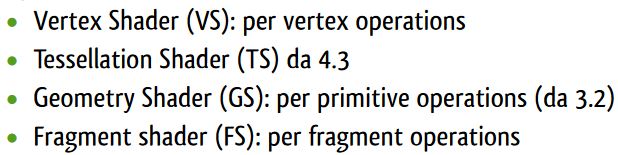 • Vertex Shader (VS): per vertex operations
• Tessellation Shader (TS) da 4.3
• Geometry Shader (GS): per primitive operations (da 3.2)
• Fragment shader (FS): per fragment operations